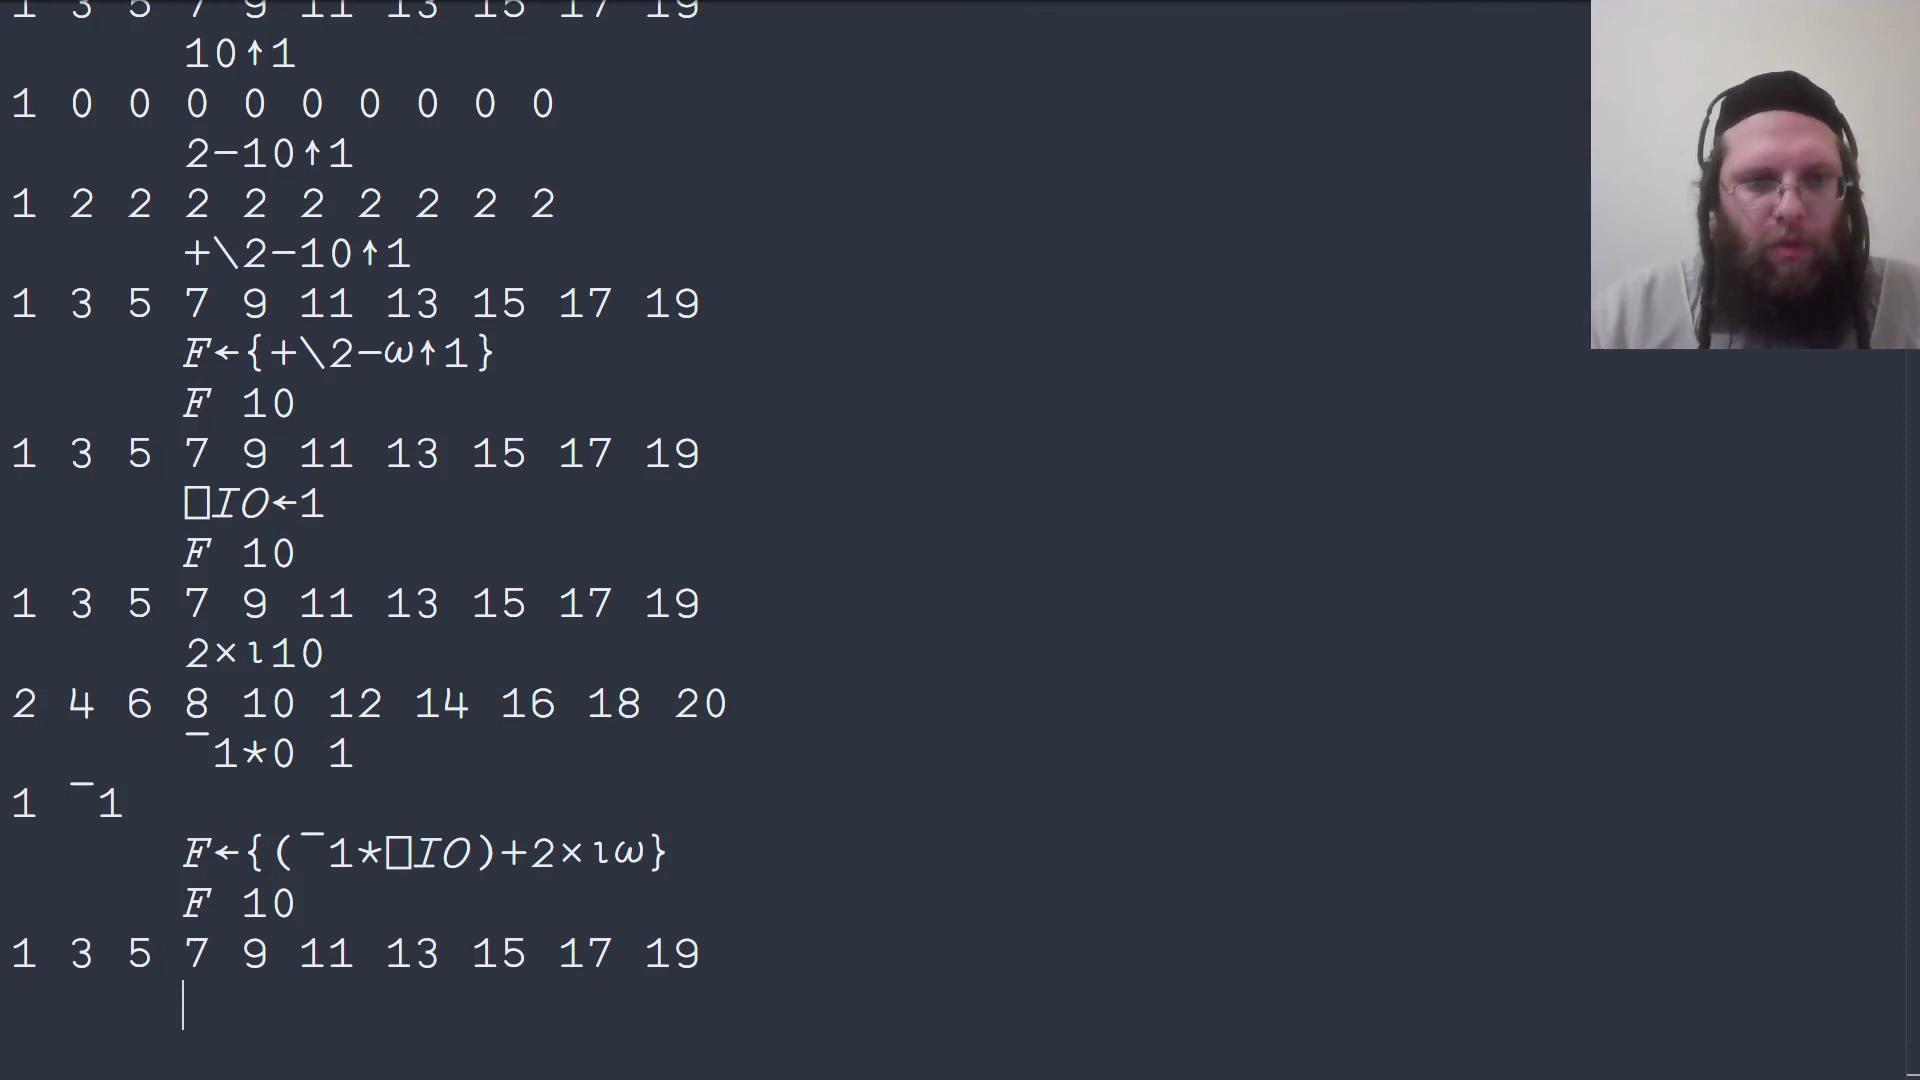 1 3 5 7 9 11 13 15 17 19
10↑1
1 0 0 0 0 0 0 0 0 0
2-10↑1
1 2 2 2 2 2 2 2 2 2
+\2-10↑1
1 3 5 7 9 11 13 15 17 19
F←{+\2-⍵↑1}
F 10
1 3 5 7 9 11 13 15 17 19
⎕IO←1
F 10
1 3 5 7 9 11 13 15 17 19
2×⍳10
2 4 6 8 10 12 14 16 18 20
¯1*0 1
1 ¯1
F←{(¯1*⎕IO)+2×⍳⍵}
F 10
1 3 5 7 9 11 13 15 17 19